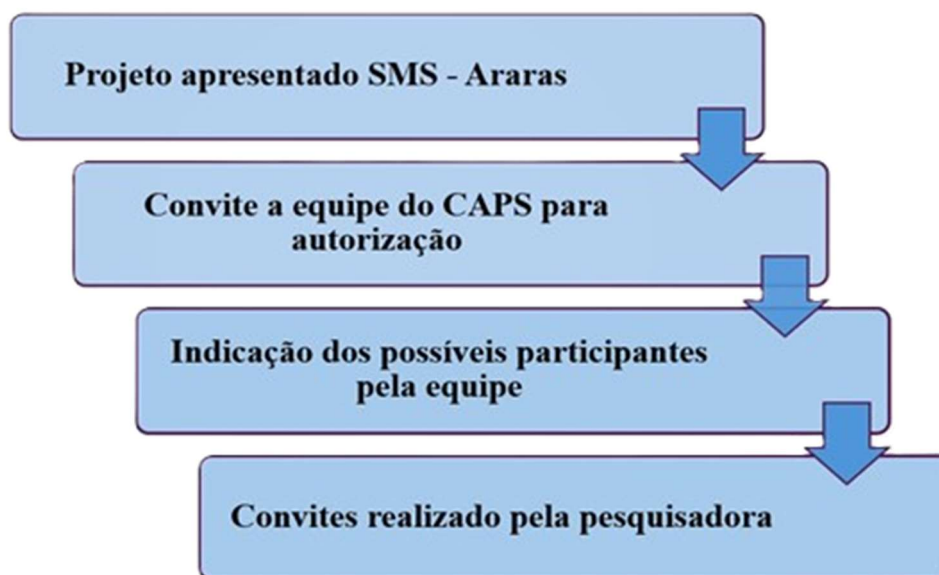 Projeto apresentado SMS - Araras
Convite a equipe do CAPS para
autorização
Indicação dos possíveis participantes
pela equipe
Convites realizado pela pesquisadora